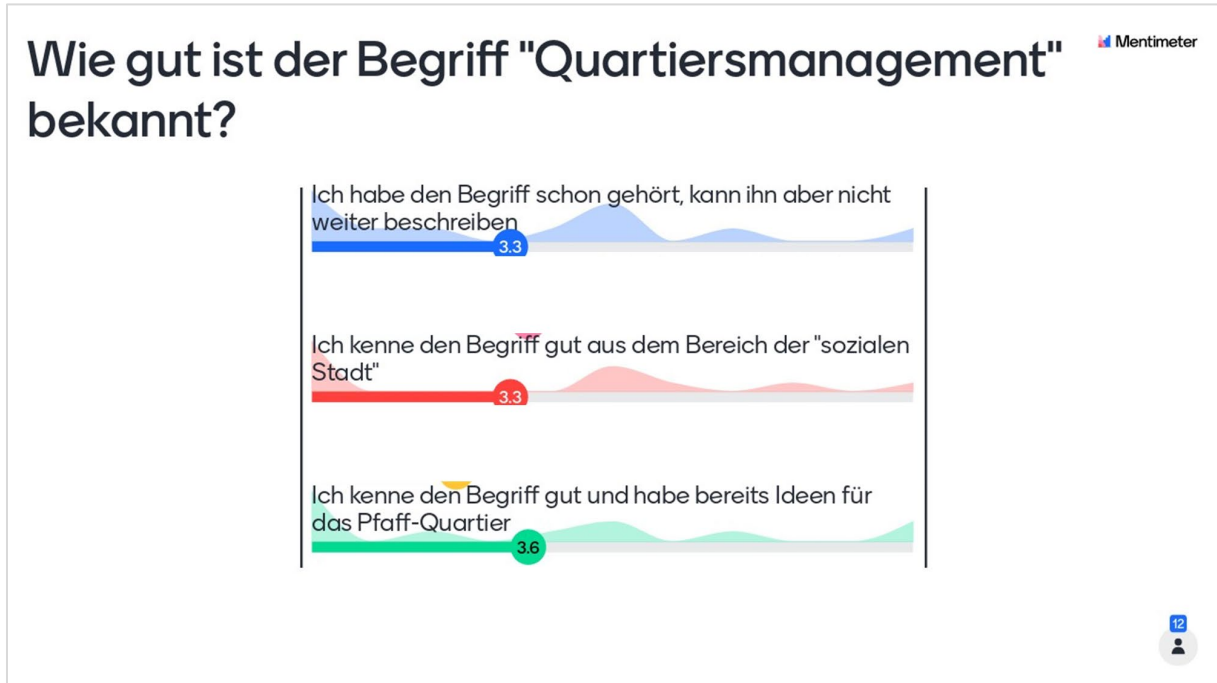 Wie gut ist der Begriff "Quartiersmanagement"
bekannt?
Mentimeter
Ich habe den Begriff schon gehört, kann ihn aber nicht
weiter beschreiben
3.3
Ich kenne den Begriff gut aus dem Bereich der "sozialen
Stadt"
3.3
Ich kenne den Begriff gut und habe bereits Ideen für
das Pfaff-Quartier
3.6
12